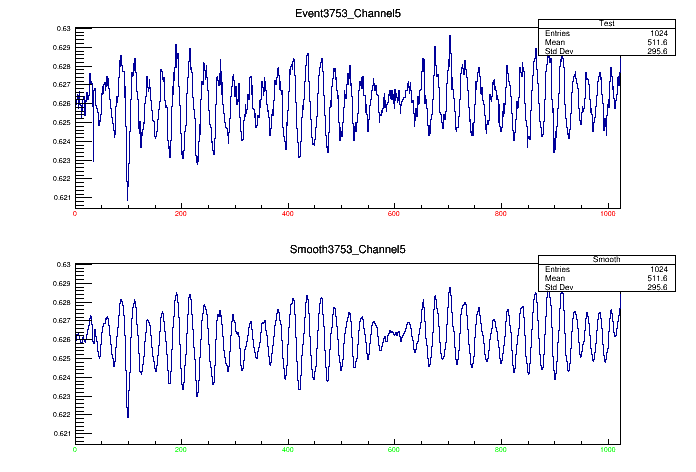 Event3753_Channel5
Test
Entries 1024
Mean 511.6
Std Dev 295.6
0.63
0.629
0.628
0.627
0.626
0.625
0.624
0.623
0.622
0.621
0 200 400 600 800 1000
Smooth3753_Channel5
Smooth
Entries 1024
Mean 511.6
Std Dev 295.6
0.63
0.629
0.628
0.627
0.626
0.625
0.624
0.623
0.622
0.621
0 200 400 600 800 1000